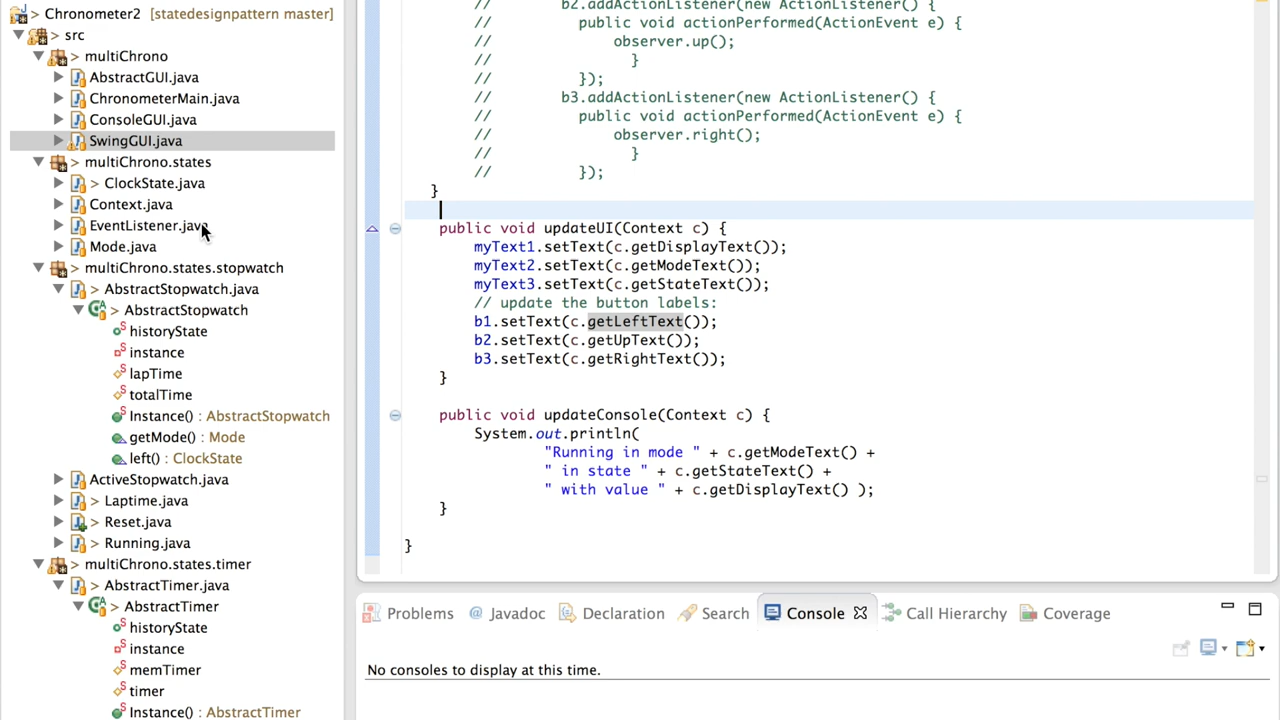 > Chronometer2 [statedesignpattern master]
> src
> multiChrono
AbstractGUI.java
ChronometerMain.java
ConsoleGUI.java
SwingGUI.java
> multiChrono.states
> ClockState.java
Context.java
EventListener.java
Mode.java
> multiChrono.states.stopwatch
> AbstractStopwatch.java
> AbstractStopwatch
historyState
instance
lapTime
totalTime
Instance() : AbstractStopwatch
getMode() : Mode
left() : ClockState
ActiveStopwatch.java
> Laptime.java
> Reset.java
> Running.java
> multiChrono.states.timer
> AbstractTimer.java
> AbstractTimer
historyState
instance
memTimer
timer
Instance() : AbstractTimer
// b2.addActionListener(new ActionListener() {
// public void actionPerformed(ActionEvent e) {
// observer.up();
// }
// });
// b3.addActionListener(new ActionListener() {
// public void actionPerformed(ActionEvent e) {
// observer.right();
// }
// });
}
public void updateUI(Context c) {
myText1.setText(c.getDisplayText());
myText2.setText(c.getModeText());
myText3.setText(c.getStateText());
// update the button labels:
b1.setText(c.getLeftText());
b2.setText(c.getUpText());
b3.setText(c.getRightText());
}
public void updateConsole(Context c) {
System.out.println(
"Running in mode " + c.getModeText() +
" in state " + c.getStateText() +
" with value " + c.getDisplayText() );
}
}
Problems @ Javadoc Declaration Search Console Call Hierarchy Coverage
No consoles to display at this time.